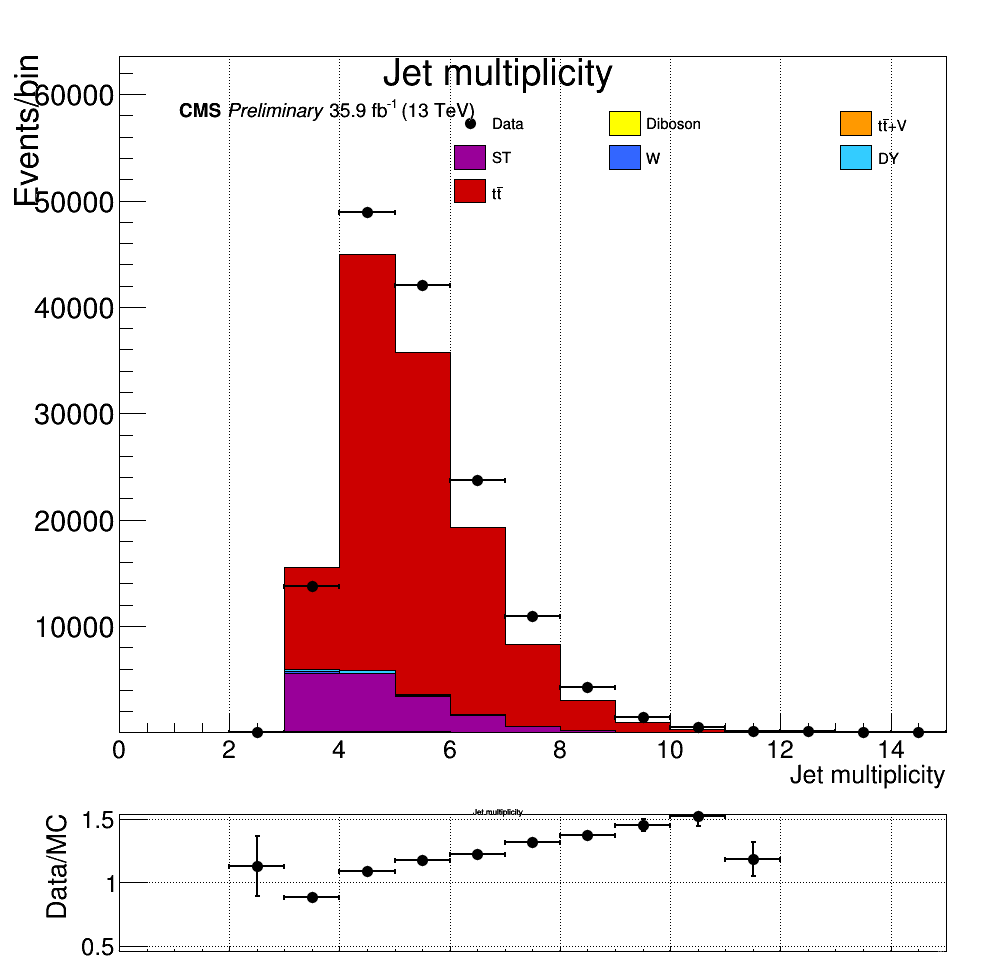 Jet multiplicity
CMS Preliminary 35.9 fb⁻¹ (13 TeV)
Data
Diboson
tt̄+V
ST
W
DY
tt̄
Events/bin
60000
50000
40000
30000
20000
10000
0 2 4 6 8 10 12 14
Jet multiplicity
Jet multiplicity
Data/MC
1.5
1
0.5